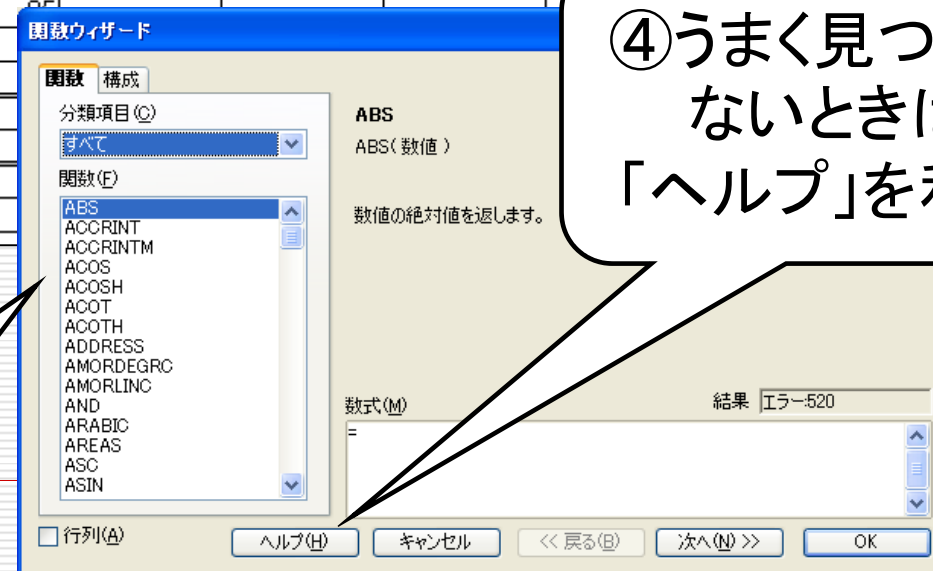 関数ウィザード
関数 構成
分類項目(C)
すべて
関数(F)
ABS
ACCRINT
ACCRINTM
ACOS
ACOSH
ACOT
ACOTH
ADDRESS
AMORDEGRC
AMORLINC
AND
ARABIC
AREAS
ASC
ASIN
行列(A)
ABS
ABS( 数値 )
数値の絶対値を返します。
数式(M)
結果 エラー:520
=
ヘルプ(H) キャンセル << 戻る(B) 次へ(N) >> OK
④うまく見つ
ないとき
「ヘルプ」を